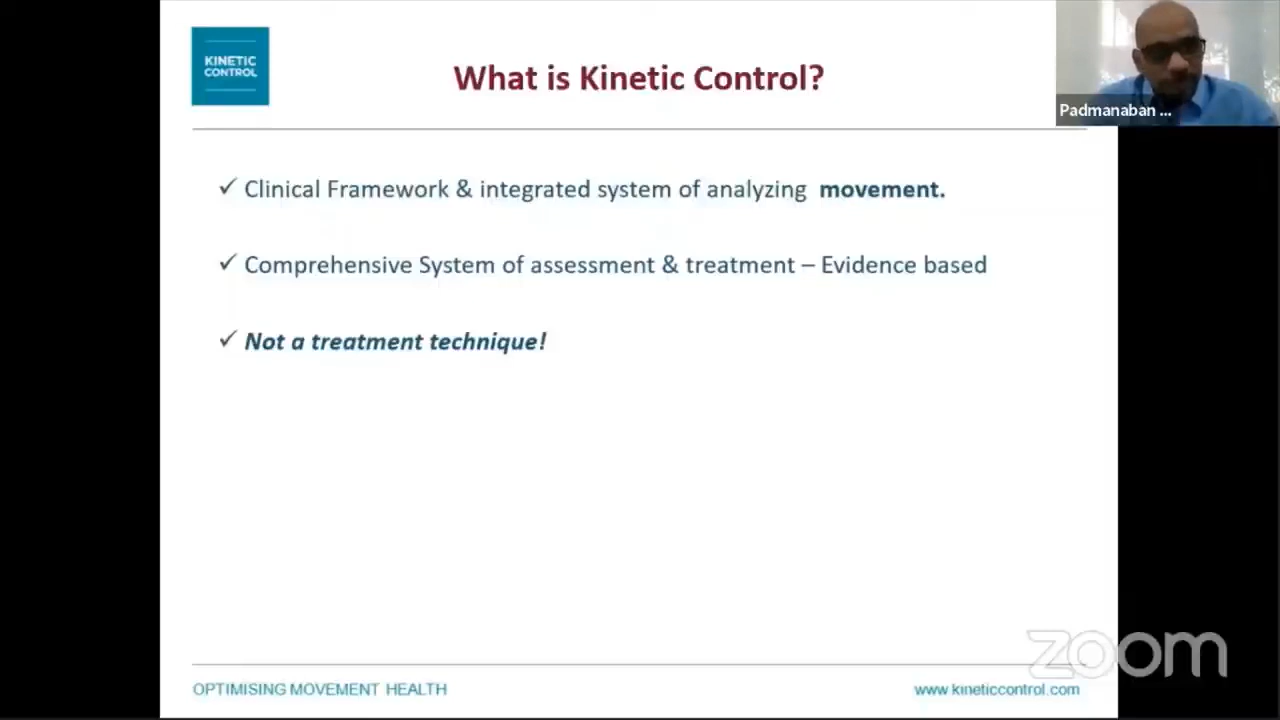 KINETIC
CONTROL
What is Kinetic Control?
Padmanaban ...
✓ Clinical Framework & integrated system of analyzing movement.
✓ Comprehensive System of assessment & treatment – Evidence based
✓ Not a treatment technique!
zoom
OPTIMISING MOVEMENT HEALTH
www.kineticcontrol.com